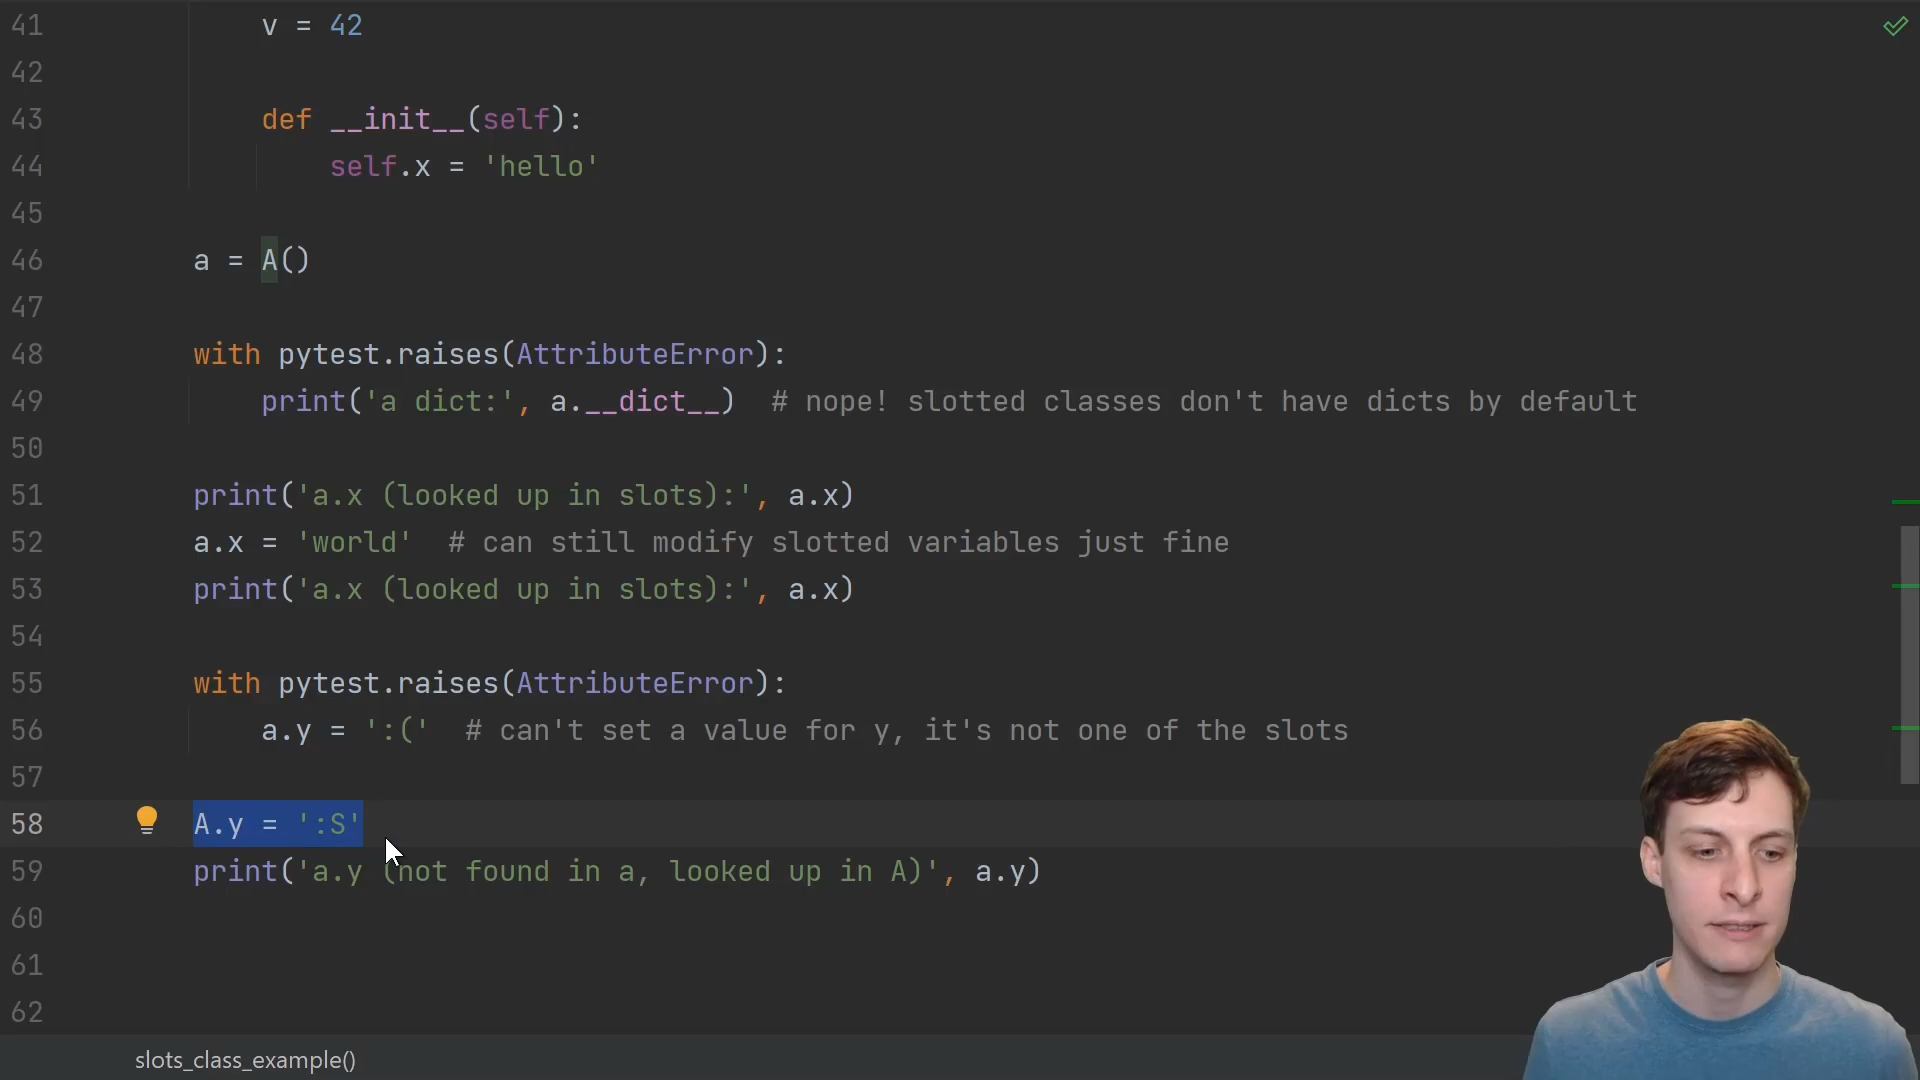 41 v = 42
42
43 def __init__(self):
44 self.x = 'hello'
45
46 a = A()
47
48 with pytest.raises(AttributeError):
49 print('a dict:', a.__dict__)  # nope! slotted classes don't have dicts by default
50
51 print('a.x (looked up in slots):', a.x)
52 a.x = 'world'  # can still modify slotted variables just fine
53 print('a.x (looked up in slots):', a.x)
54
55 with pytest.raises(AttributeError):
56 a.y = ':('  # can't set a value for y, it's not one of the slots
57
58 A.y = ':S'
59 print('a.y (not found in a, looked up in A)', a.y)
60
61
62
slots_class_example()